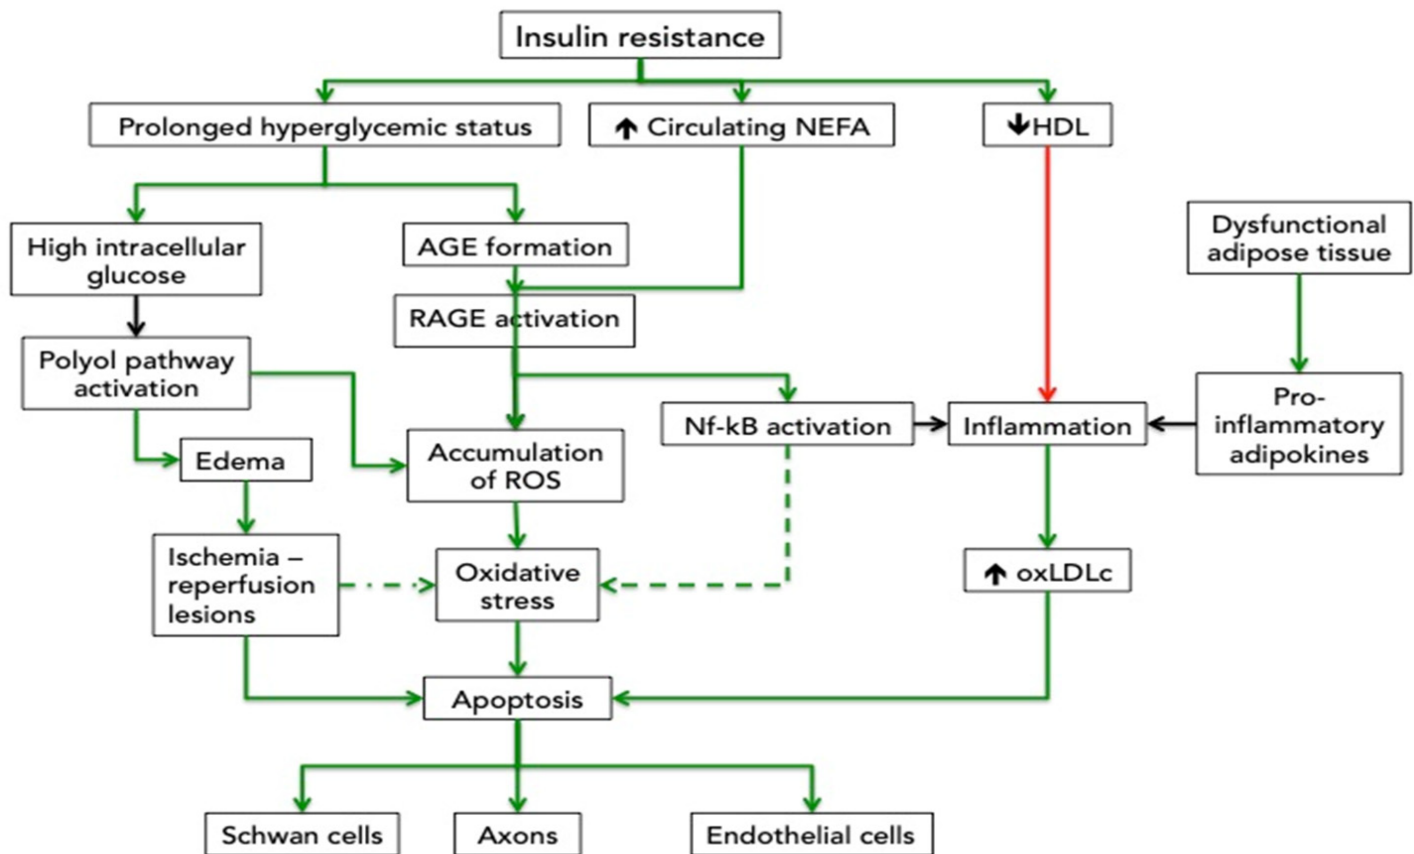 Insulin resistance
Prolonged hyperglycemic status
↑ Circulating NEFA
↓HDL
High intracellular
glucose
AGE formation
Dysfunctional
adipose tissue
RAGE activation
Polyol pathway
activation
Nf-kB activation
Inflammation
Pro-
inflammatory
adipokines
Edema
Accumulation
of ROS
Ischemia –
reperfusion
lesions
Oxidative
stress
↑ oxLDLc
Apoptosis
Schwan cells
Axons
Endothelial cells